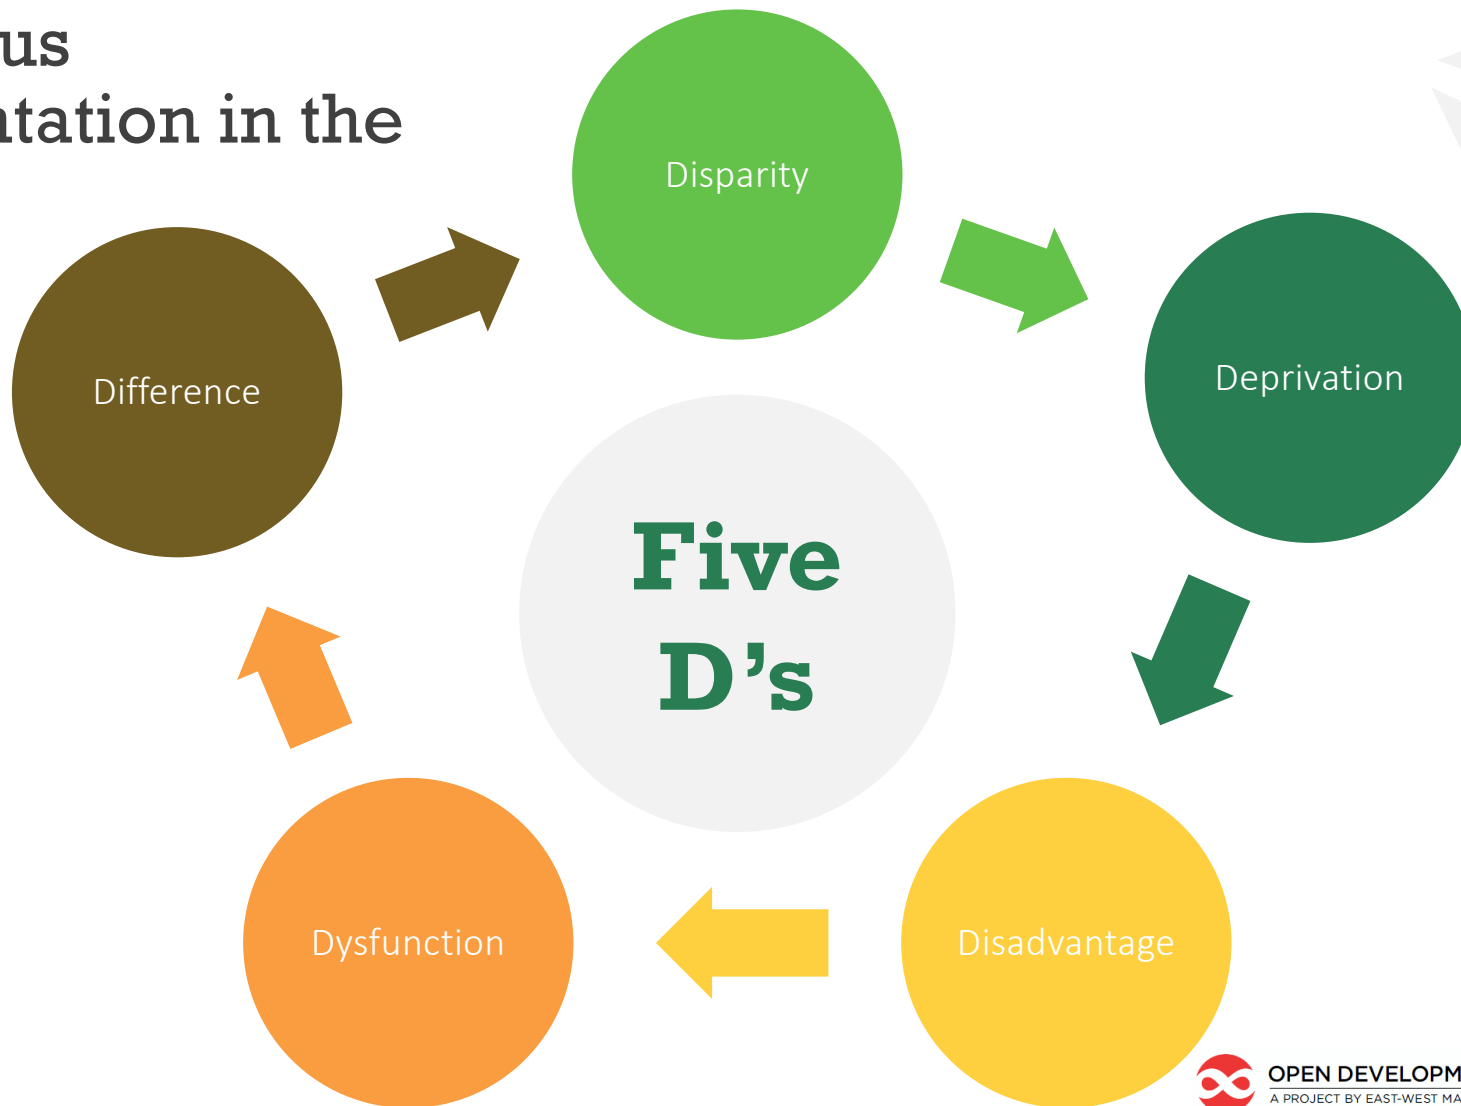 us
tation in the
Disparity
Difference
Deprivation
Five
D’s
Dysfunction
Disadvantage
OPEN DEVELOPM
A PROJECT BY EAST-WEST MA